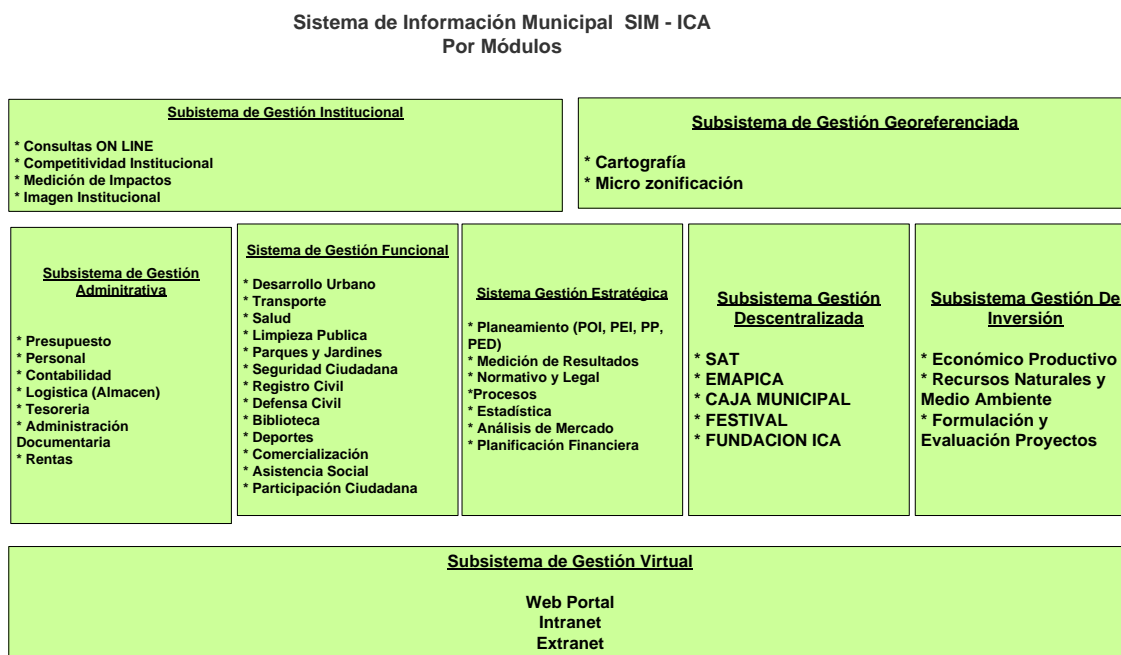 Sistema de Información Municipal SIM - ICA
Por Módulos
Subistema de Gestión Institucional
* Consultas ON LINE
* Competitividad Institucional
* Medición de Impactos
* Imagen Institucional
Subsistema de Gestión Georeferenciada
* Cartografía
* Micro zonificación
Subsistema de Gestión
Adminitrativa
* Presupuesto
* Personal
* Contabilidad
* Logistica (Almacen)
* Tesoreria
* Administración
Documentaria
* Rentas
Sistema de Gestión Funcional
* Desarrollo Urbano
* Transporte
* Salud
* Limpieza Publica
* Parques y Jardines
* Seguridad Ciudadana
* Registro Civil
* Defensa Civil
* Biblioteca
* Deportes
* Comercialización
* Asistencia Social
* Participación Ciudadana
Sistema Gestión Estratégica
* Planeamiento (POI, PEI, PP,
PED)
* Medición de Resultados
* Normativo y Legal
*Procesos
* Estadística
* Análisis de Mercado
* Planificación Financiera
Subsistema Gestión
Descentralizada
* SAT
* EMAPICA
* CAJA MUNICIPAL
* FESTIVAL
* FUNDACION ICA
Subsistema Gestión De
Inversión
* Económico Productivo
* Recursos Naturales y
Medio Ambiente
* Formulación y
Evaluación Proyectos
Subsistema de Gestión Virtual
Web Portal
Intranet
Extranet